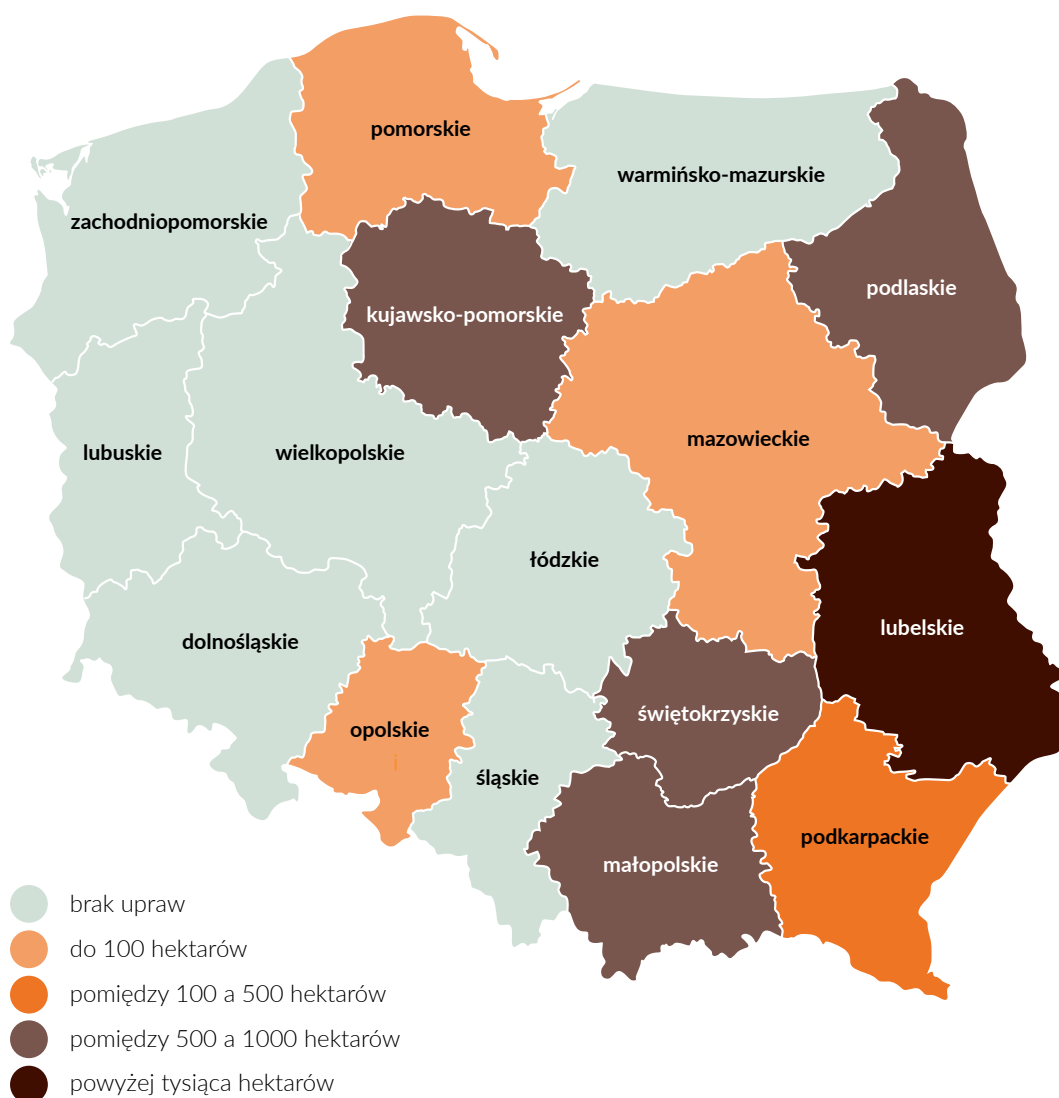 pomorskie
warmińsko-mazurskie
zachodniopomorskie
podlaskie
kujawsko-pomorskie
mazowieckie
lubuskie
wielkopolskie
łódzkie
lubelskie
dolnośląskie
świętokrzyskie
opolskie
i
śląskie
podkarpackie
małopolskie
brak upraw
do 100 hektarów
pomiędzy 100 a 500 hektarów
pomiędzy 500 a 1000 hektarów
powyżej tysiąca hektarów